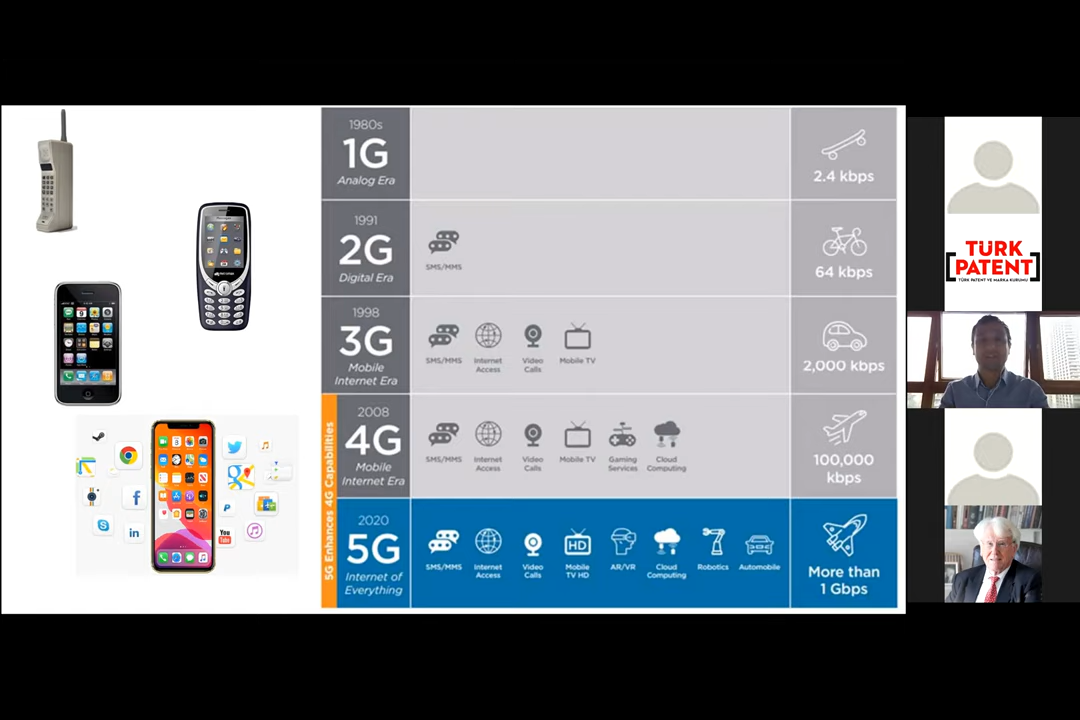 1980s
1G
Analog Era
2.4 kbps
1991
2G
Digital Era
SMS/MMS
64 kbps
1998
3G
Mobile
Internet Era
SMS/MMS
Internet
Access
Video
Calls
Mobile TV
2,000 kbps
5G Enhances 4G Capabilities
2008
4G
Mobile
Internet Era
SMS/MMS
Internet
Access
Video
Calls
Mobile TV
Gaming
Services
Cloud
Computing
100,000
kbps
2020
5G
Internet of
Everything
SMS/MMS
Internet
Access
Video
Calls
HD
Mobile
TV HD
AR/VR
Cloud
Computing
Robotics
Automobile
More than
1 Gbps
You
Tube
in
f
TÜRK
PATENT
TÜRK PATENT VE MARKA KURUMU